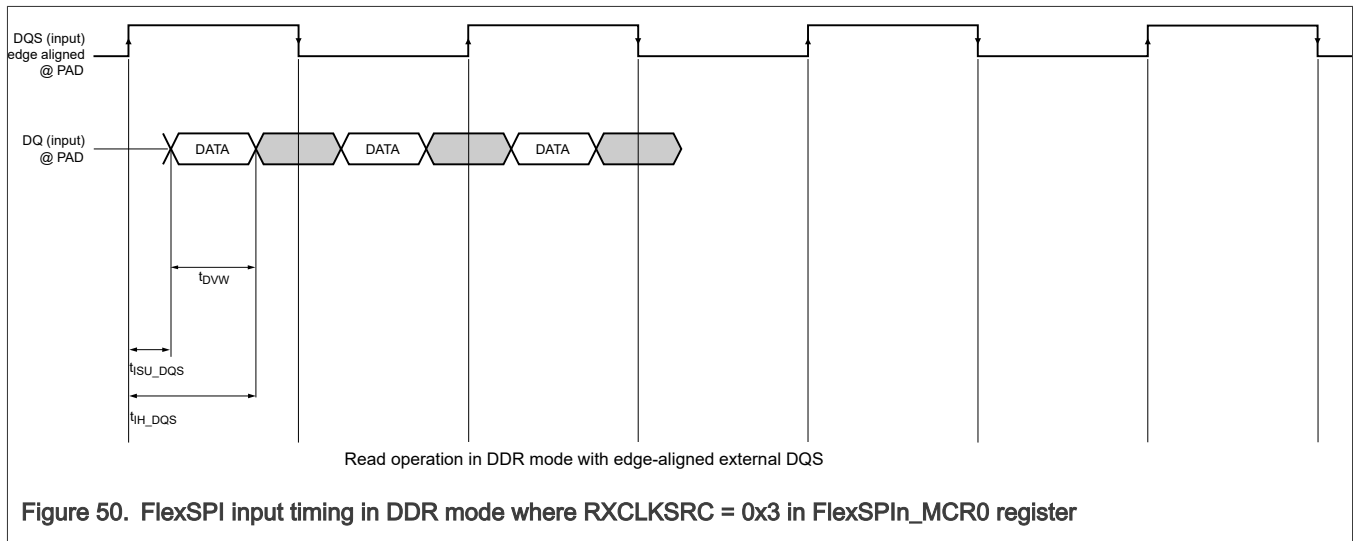 DQS (input)
edge aligned
@ PAD
DQ (input)
@ PAD
DATA
DATA
DATA
tDVW
tISU_DQS
tIH_DQS
Read operation in DDR mode with edge-aligned external DQS
Figure 50. FlexSPI input timing in DDR mode where RXCLKSRC = 0x3 in FlexSPIn_MCR0 register